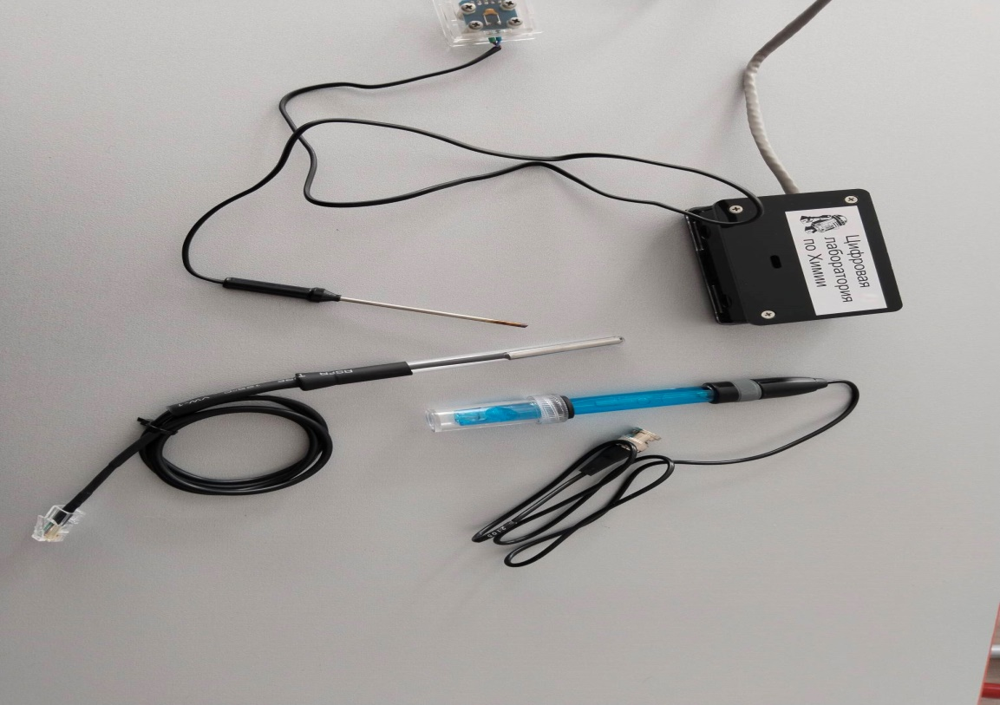 Цифровая
лаборатория
по Химии